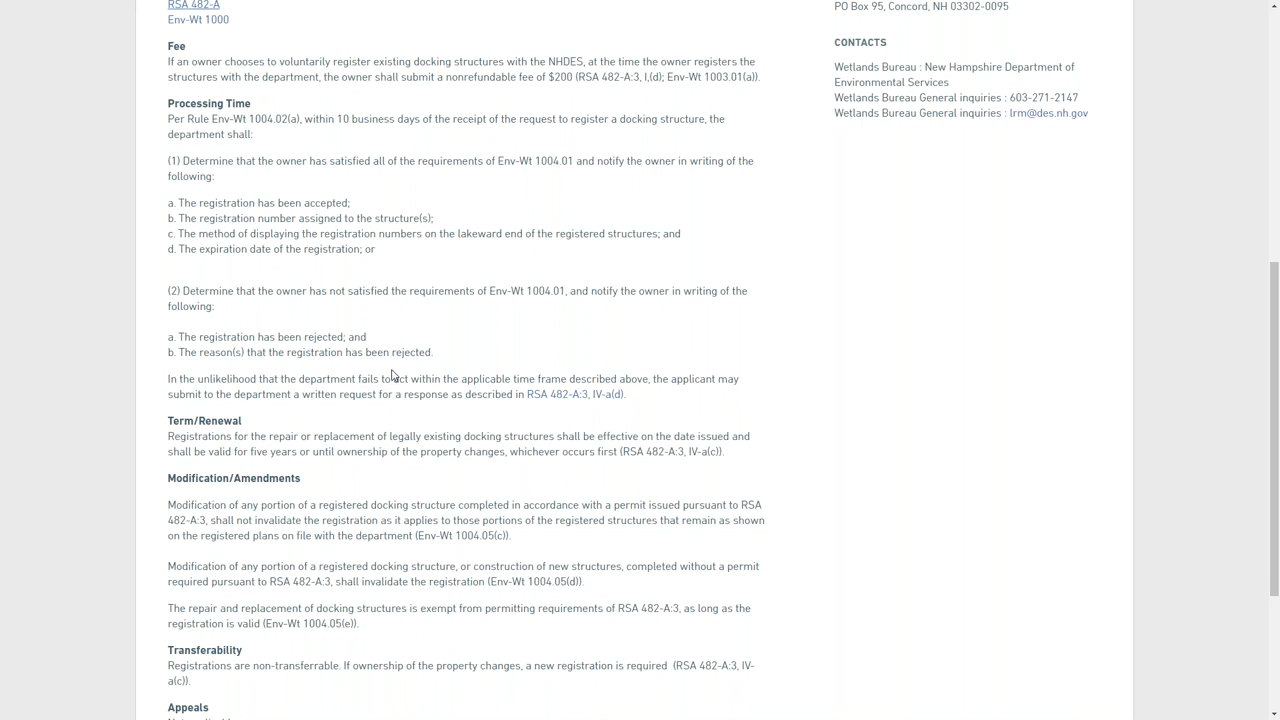 RSA 482-A
Env-Wt 1000
Fee
If an owner chooses to voluntarily register existing docking structures with the NHDES, at the time the owner registers the
structures with the department, the owner shall submit a nonrefundable fee of $200 (RSA 482-A:3, I,(d); Env-Wt 1003.01(a)).
Processing Time
Per Rule Env-Wt 1004.02(a), within 10 business days of the receipt of the request to register a docking structure, the
department shall:
(1) Determine that the owner has satisfied all of the requirements of Env-Wt 1004.01 and notify the owner in writing of the
following:
a. The registration has been accepted;
b. The registration number assigned to the structure(s);
c. The method of displaying the registration numbers on the lakeward end of the registered structures; and
d. The expiration date of the registration; or
(2) Determine that the owner has not satisfied the requirements of Env-Wt 1004.01, and notify the owner in writing of the
following:
a. The registration has been rejected; and
b. The reason(s) that the registration has been rejected.
In the unlikelihood that the department fails to act within the applicable time frame described above, the applicant may
submit to the department a written request for a response as described in RSA 482-A:3, IV-a(d).
Term/Renewal
Registrations for the repair or replacement of legally existing docking structures shall be effective on the date issued and
shall be valid for five years or until ownership of the property changes, whichever occurs first (RSA 482-A:3, IV-a(c)).
Modification/Amendments
Modification of any portion of a registered docking structure completed in accordance with a permit issued pursuant to RSA
482-A:3, shall not invalidate the registration as it applies to those portions of the registered structures that remain as shown
on the registered plans on file with the department (Env-Wt 1004.05(c)).
Modification of any portion of a registered docking structure, or construction of new structures, completed without a permit
required pursuant to RSA 482-A:3, shall invalidate the registration (Env-Wt 1004.05(d)).
The repair and replacement of docking structures is exempt from permitting requirements of RSA 482-A:3, as long as the
registration is valid (Env-Wt 1004.05(e)).
Transferability
Registrations are non-transferrable. If ownership of the property changes, a new registration is required  (RSA 482-A:3, IV-
a(c)).
Appeals
PO Box 95, Concord, NH 03302-0095
CONTACTS
Wetlands Bureau : New Hampshire Department of
Environmental Services
Wetlands Bureau General inquiries : 603-271-2147
Wetlands Bureau General inquiries : lrm@des.nh.gov